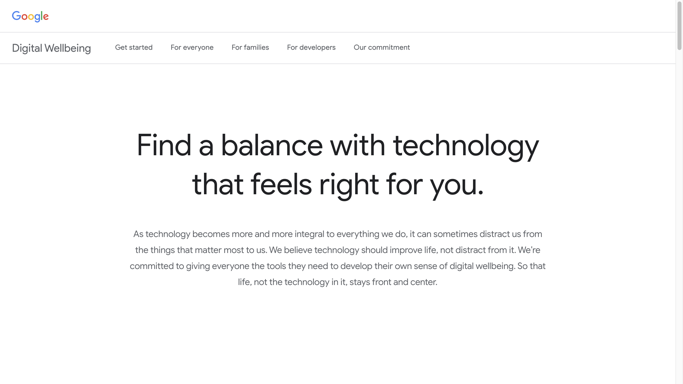 Google
Digital Wellbeing
Get started
For everyone
For families
For developers
Our commitment
Find a balance with technology
that feels right for you.
As technology becomes more and more integral to everything we do, it can sometimes distract us from
the things that matter most to us. We believe technology should improve life, not distract from it. We're
committed to giving everyone the tools they need to develop their own sense of digital wellbeing. So that
life, not the technology in it, stays front and center.